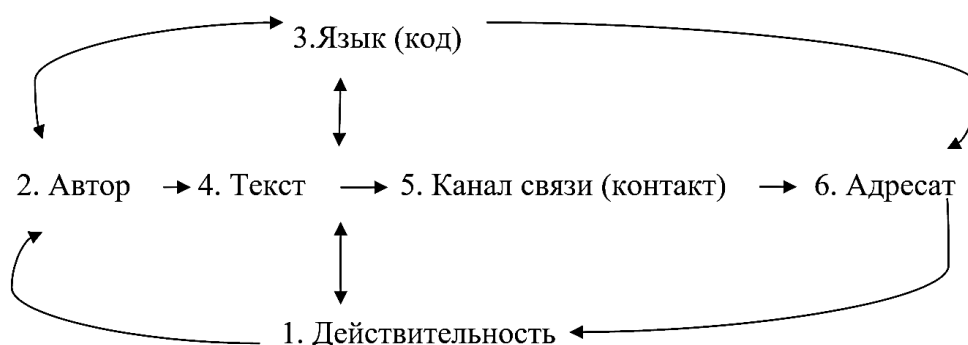 3.Язык (код)
2. Автор 4. Текст 5. Канал связи (контакт) 6. Адресат
1. Действительность